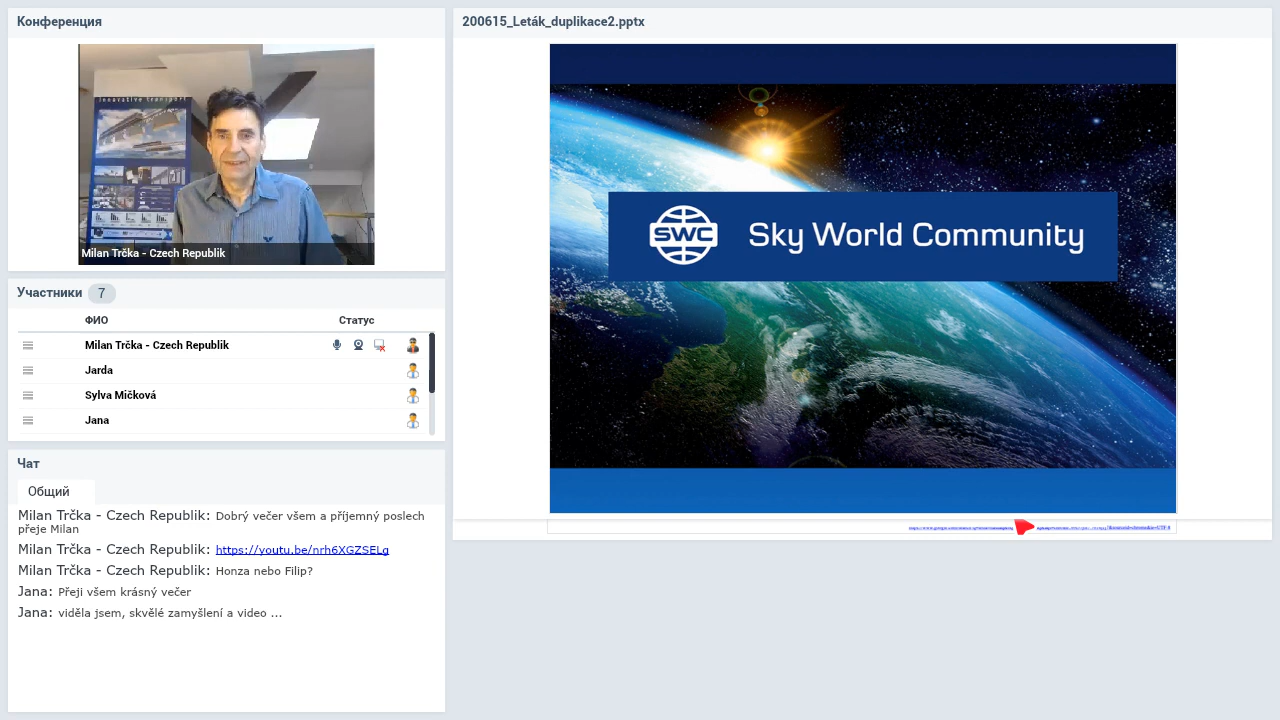 Конференция
innovative transport
Milan Trčka - Czech Republik
Участники 7
ФИО Статус
Milan Trčka - Czech Republik
Jarda
Sylva Mičková
Jana
Чат
Общий
Milan Trčka - Czech Republik: Dobrý večer všem a příjemný poslech
přeje Milan
Milan Trčka - Czech Republik: https://youtu.be/nrh6XGZSELg
Milan Trčka - Czech Republik: Honza nebo Filip?
Jana: Přeji všem krásný večer
Jana: viděla jsem, skvělé zamyšlení a video ...
200615_Leták_duplikace2.pptx
SWC Sky World Community